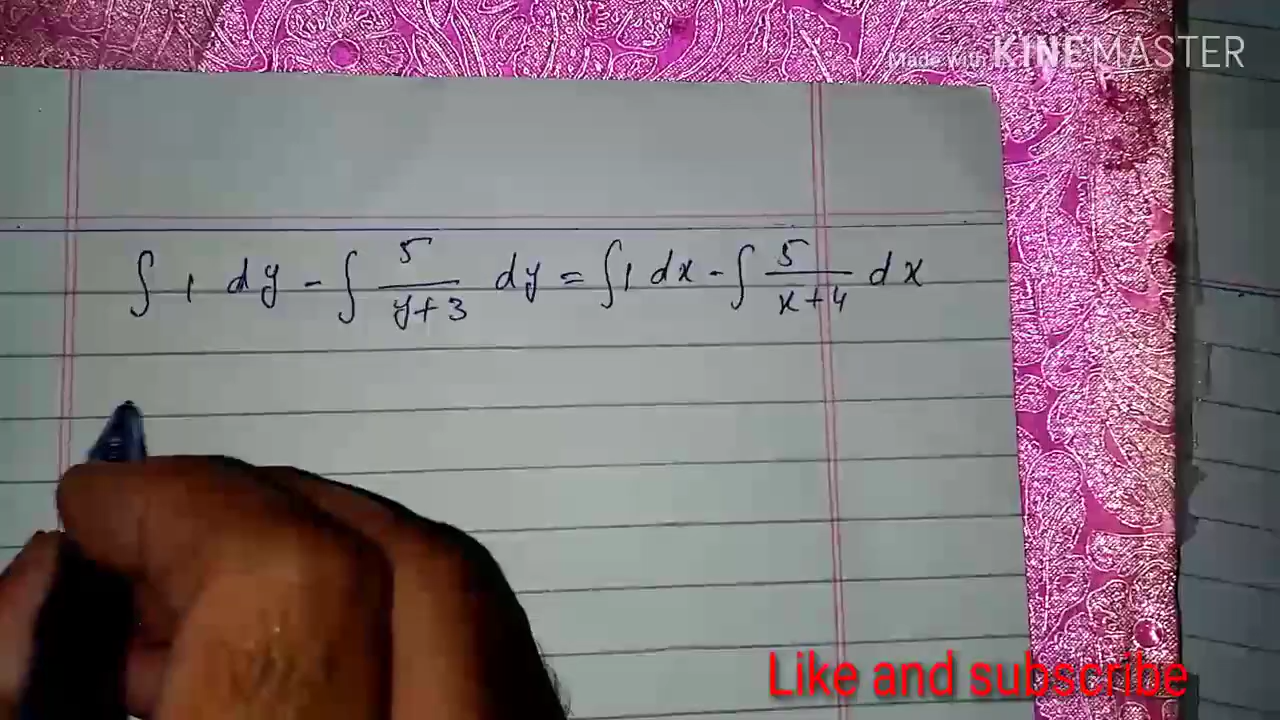 Made with KINEMASTER
∫ 1 dy - ∫ 5/(y+3) dy = ∫ 1 dx - ∫ 5/(x+4) dx
Like and subscribe